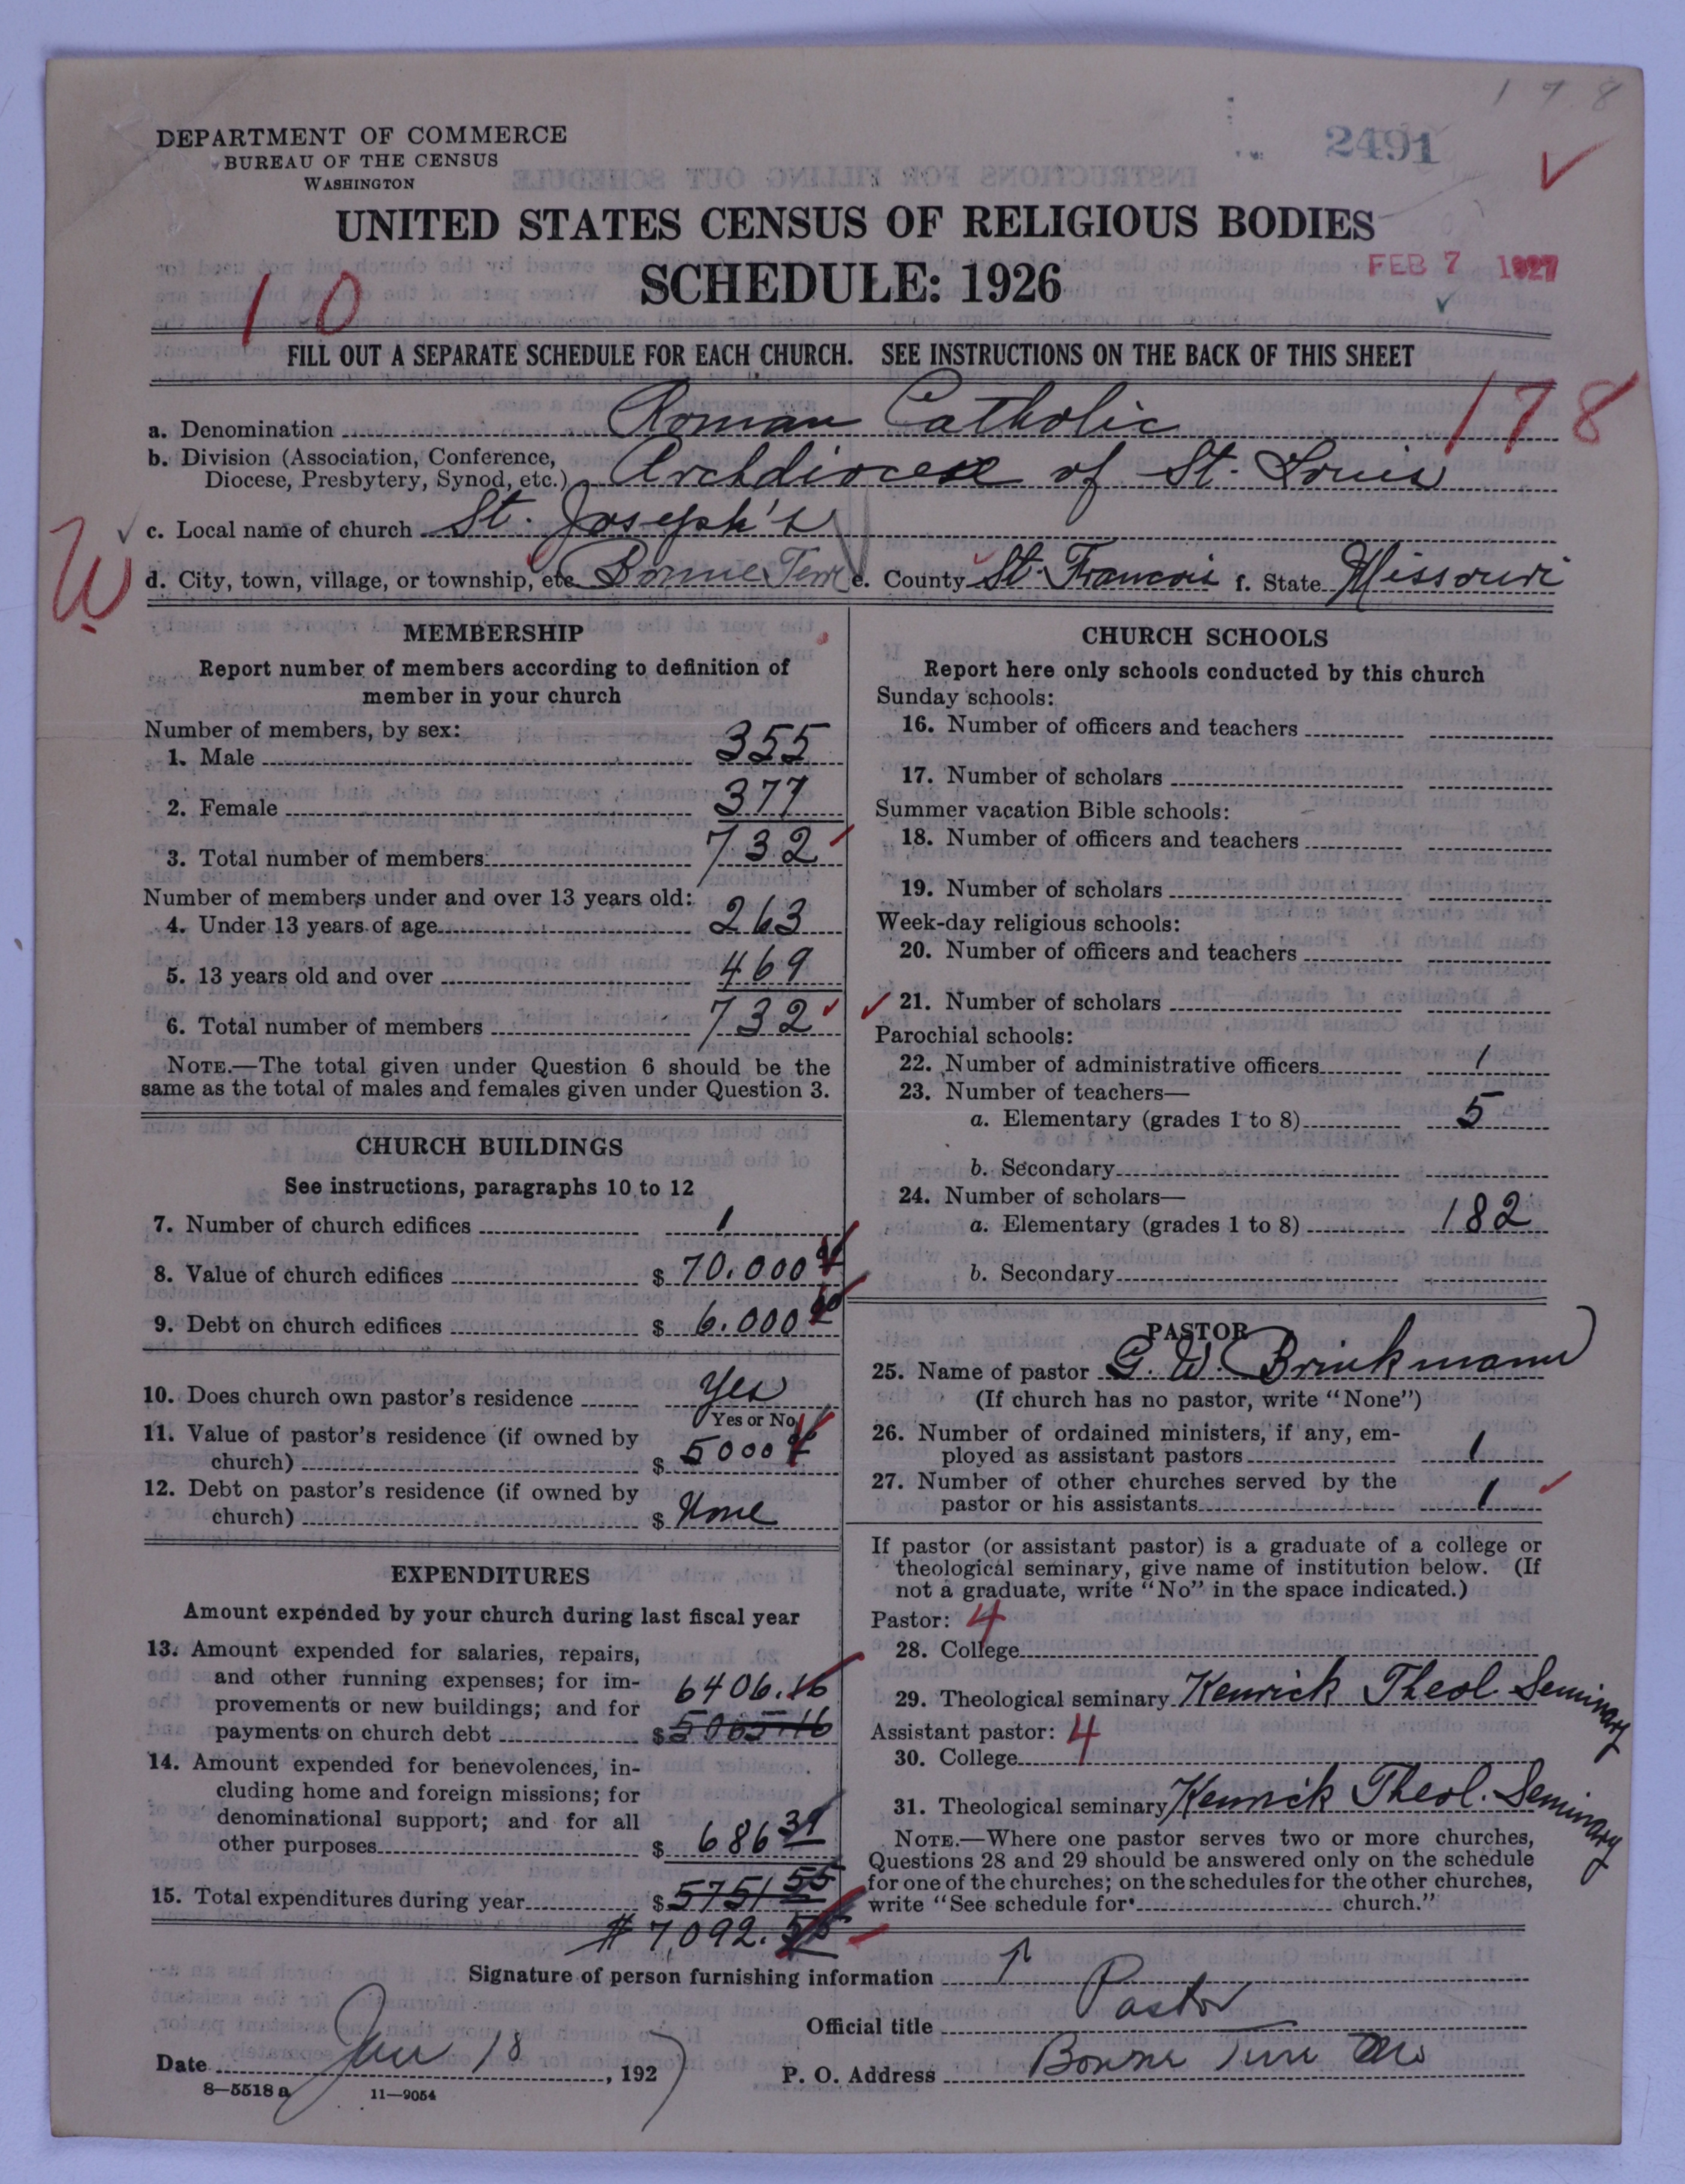 178
DEPARTMENT OF COMMERCE
BUREAU OF THE CENSUS
WASHINGTON
2491
UNITED STATES CENSUS OF RELIGIOUS BODIES
SCHEDULE: 1926
FEB 7 1927
10
FILL OUT A SEPARATE SCHEDULE FOR EACH CHURCH. SEE INSTRUCTIONS ON THE BACK OF THIS SHEET
178
a. Denomination Roman Catholic
b. Division (Association, Conference, Diocese, Presbytery, Synod, etc.) Archdiocese of St. Louis
c. Local name of church St. Joseph's
W
d. City, town, village, or township, etc. Bonne Terre e. County St. Francois f. State Missouri
MEMBERSHIP
Report number of members according to definition of
member in your church
Number of members, by sex:
1. Male 355
2. Female 377
3. Total number of members 732
Number of members under and over 13 years old:
4. Under 13 years of age 263
5. 13 years old and over 469
6. Total number of members 732
NOTE.—The total given under Question 6 should be the
same as the total of males and females given under Question 3.
CHURCH BUILDINGS
See instructions, paragraphs 10 to 12
7. Number of church edifices 1
8. Value of church edifices $ 70.000
9. Debt on church edifices $ 6.000
10. Does church own pastor's residence Yes
Yes or No
11. Value of pastor's residence (if owned by
church) $ 5000
12. Debt on pastor's residence (if owned by
church) $ None
EXPENDITURES
Amount expended by your church during last fiscal year
13. Amount expended for salaries, repairs,
and other running expenses; for im-
provements or new buildings; and for 6406.16
payments on church debt $ 5065.16
14. Amount expended for benevolences, in-
cluding home and foreign missions; for
denominational support; and for all
other purposes $ 686 39
15. Total expenditures during year $ 5751 55
$ 7,092. 55
CHURCH SCHOOLS
Report here only schools conducted by this church
Sunday schools:
16. Number of officers and teachers
17. Number of scholars
Summer vacation Bible schools:
18. Number of officers and teachers
19. Number of scholars
Week-day religious schools:
20. Number of officers and teachers
21. Number of scholars
Parochial schools:
22. Number of administrative officers 1
23. Number of teachers—
a. Elementary (grades 1 to 8) 5
b. Secondary
24. Number of scholars—
a. Elementary (grades 1 to 8) 182
b. Secondary
PASTOR
25. Name of pastor G. W. Brinkmann
(If church has no pastor, write "None")
26. Number of ordained ministers, if any, em-
ployed as assistant pastors 1
27. Number of other churches served by the
pastor or his assistants 1
If pastor (or assistant pastor) is a graduate of a college or
theological seminary, give name of institution below. (If
not a graduate, write "No" in the space indicated.)
Pastor: 4
28. College
29. Theological seminary Kenrick Theol. Seminary
Assistant pastor: 4
30. College
31. Theological seminary Kenrick Theol. Seminary
NOTE.—Where one pastor serves two or more churches,
Questions 28 and 29 should be answered only on the schedule
for one of the churches; on the schedules for the other churches,
write "See schedule for church."
Signature of person furnishing information
Official title Pastor
Date Jan 18, 1927
P. O. Address Bonne Terre Mo
8—5518 a 11—9054